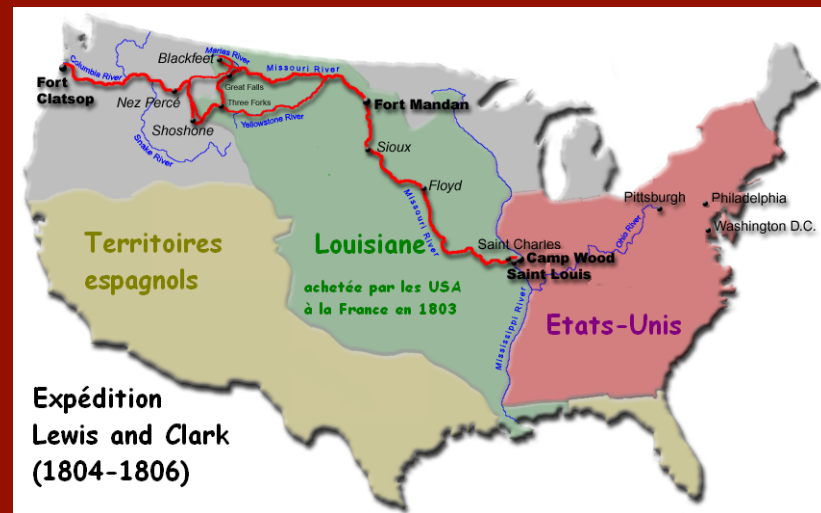 Blackfeet
Marias River
Missouri River
Columbia River
Fort
Clatsop
Great Falls
Nez Percé
Three Forks
Fort Mandan
Shoshone
Yellowstone River
Snake River
Sioux
Floyd
Missouri River
Pittsburgh
Philadelphia
Washington D.C.
Ohio River
Territoires
espagnols
Louisiane
achetée par les USA
à la France en 1803
Saint Charles
Camp Wood
Saint Louis
Mississippi River
Etats-Unis
Expédition
Lewis and Clark
(1804-1806)